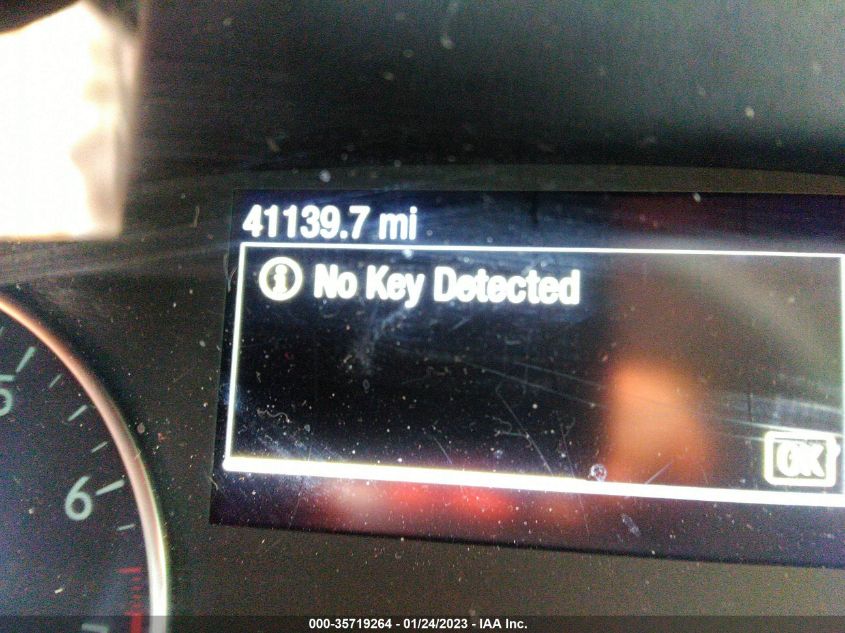 41139.7 mi
No Key Detected
OK
5
6
000-35719264 - 01/24/2023 - IAA Inc.